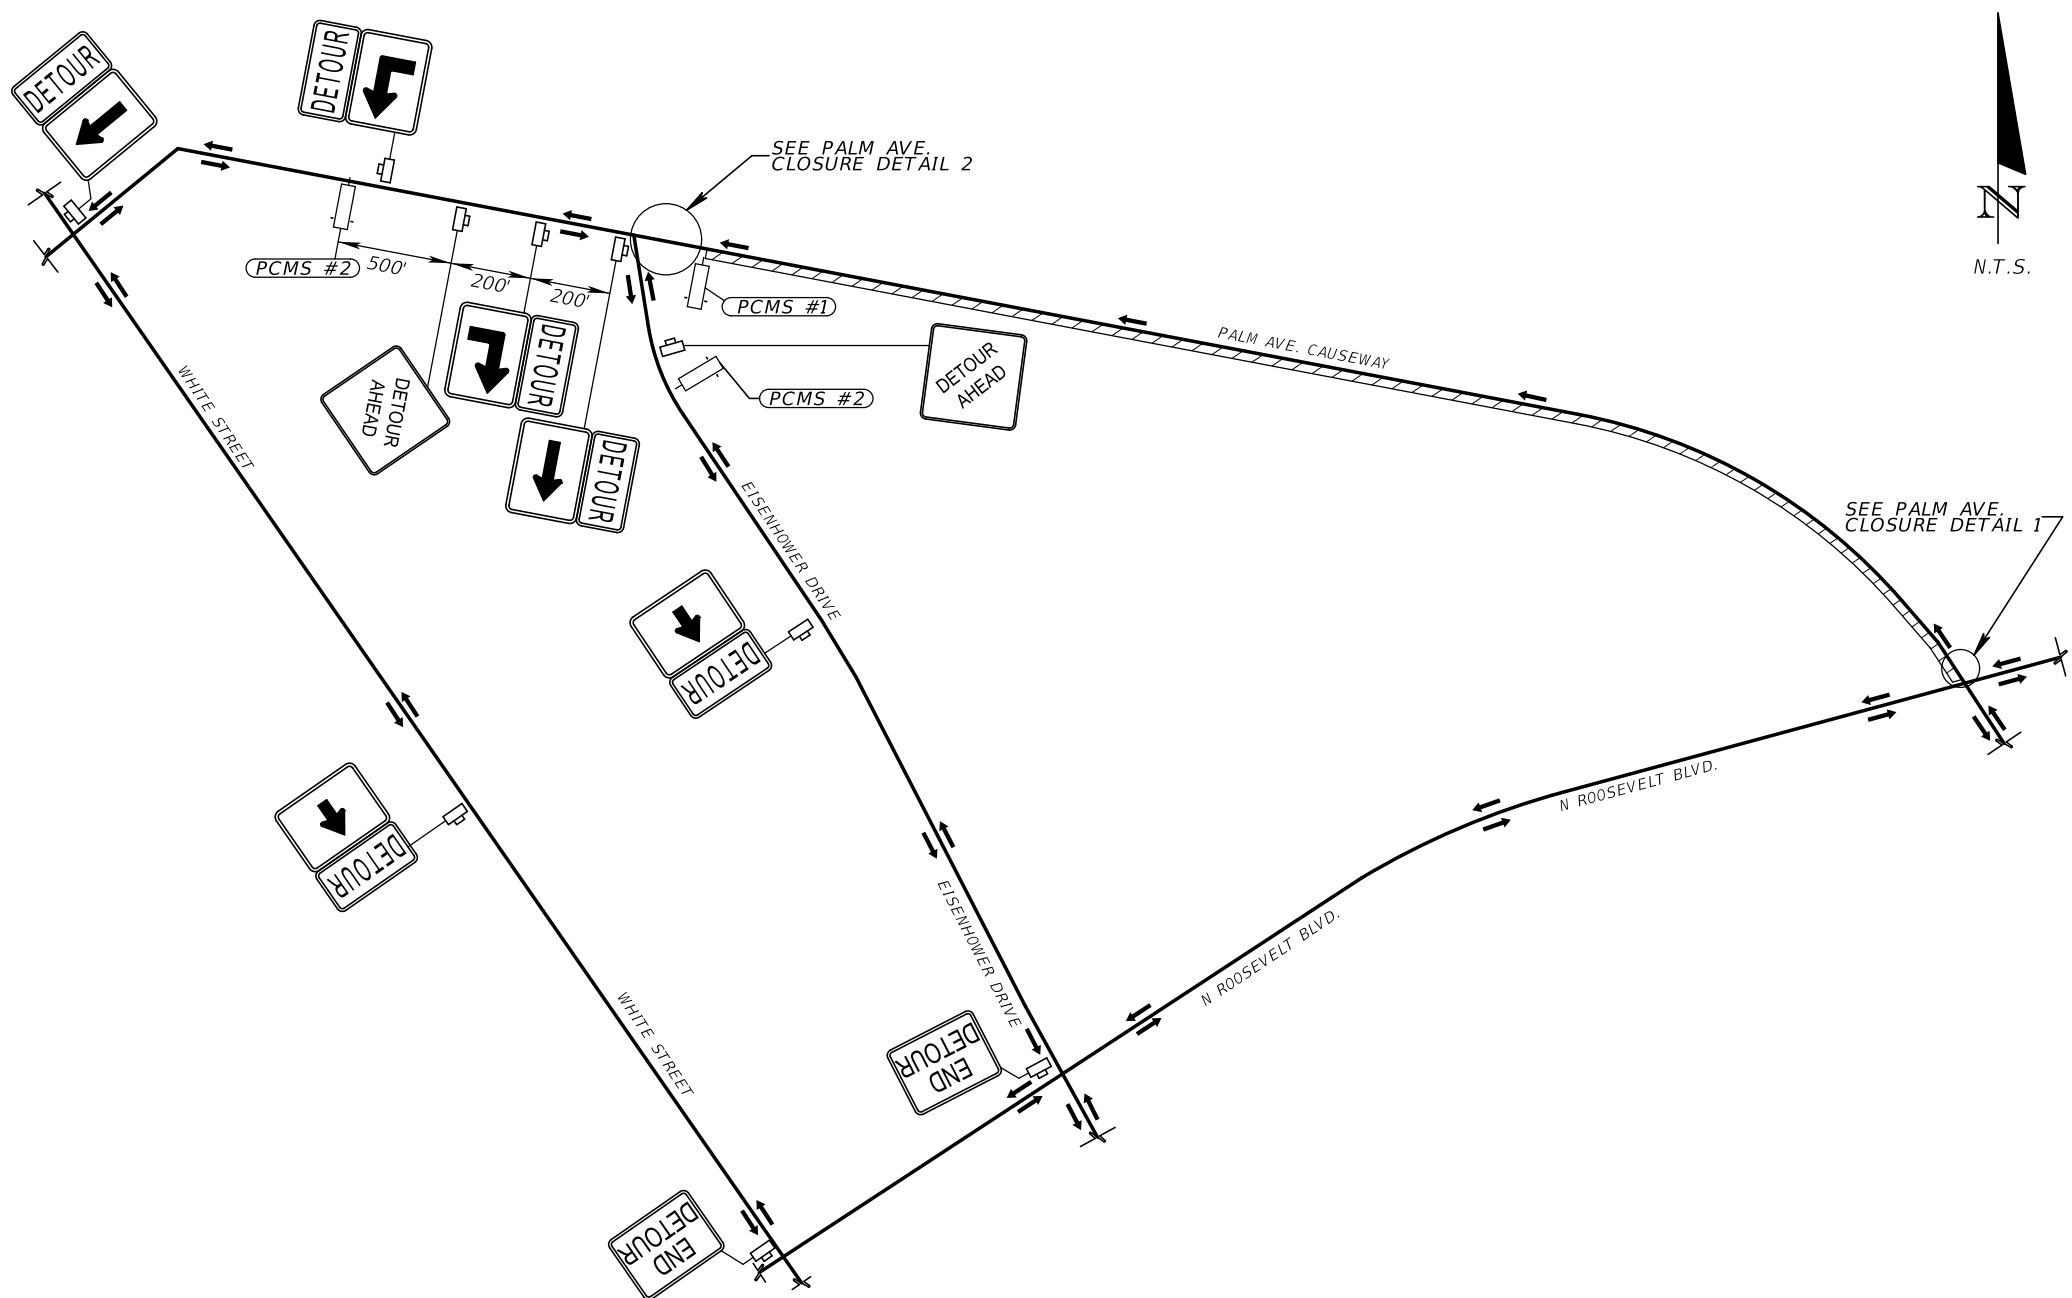 DETOUR
DETOUR
SEE PALM AVE.
CLOSURE DETAIL 2
N
N.T.S.
PCMS #2
500'
200'
200'
PCMS #1
DETOUR
DETOUR
AHEAD
PALM AVE. CAUSEWAY
DETOUR
AHEAD
PCMS #2
WHITE STREET
DETOUR
EISENHOWER DRIVE
SEE PALM AVE.
CLOSURE DETAIL 1
DETOUR
N ROOSEVELT BLVD.
DETOUR
EISENHOWER DRIVE
N ROOSEVELT BLVD.
WHITE STREET
END
DETOUR
END
DETOUR